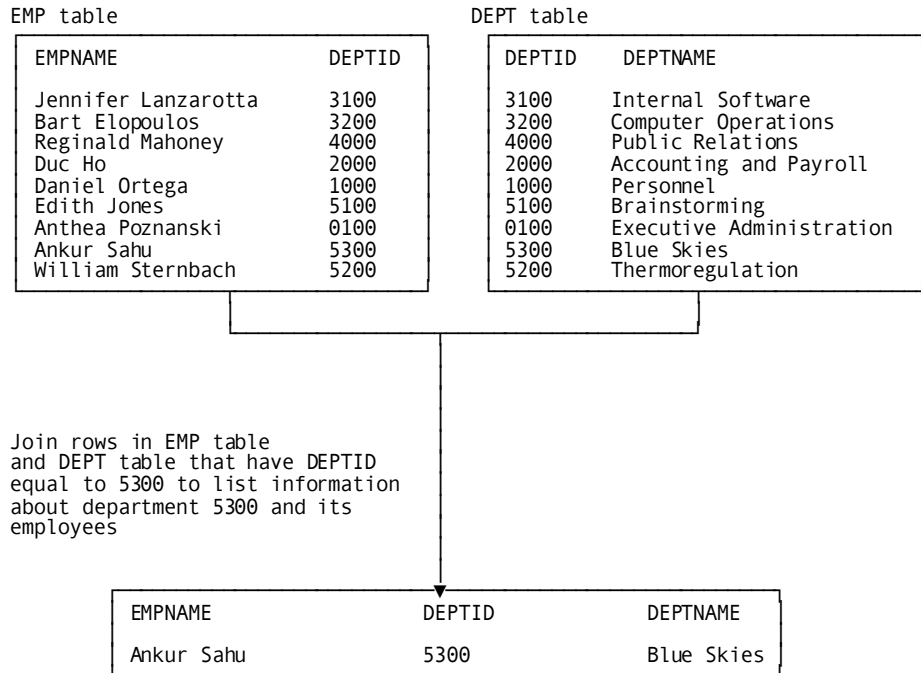 EMP table
EMPNAME DEPTID
Jennifer Lanzarotta 3100
Bart Elopoulos 3200
Reginald Mahoney 4000
Duc Ho 2000
Daniel Ortega 1000
Edith Jones 5100
Anthea Poznanski 0100
Ankur Sahu 5300
William Sternbach 5200
DEPT table
DEPTID DEPTNAME
3100 Internal Software
3200 Computer Operations
4000 Public Relations
2000 Accounting and Payroll
1000 Personnel
5100 Brainstorming
0100 Executive Administration
5300 Blue Skies
5200 Thermoregulation
Join rows in EMP table
and DEPT table that have DEPTID
equal to 5300 to list information
about department 5300 and its
employees
EMPNAME DEPTID DEPTNAME
Ankur Sahu 5300 Blue Skies